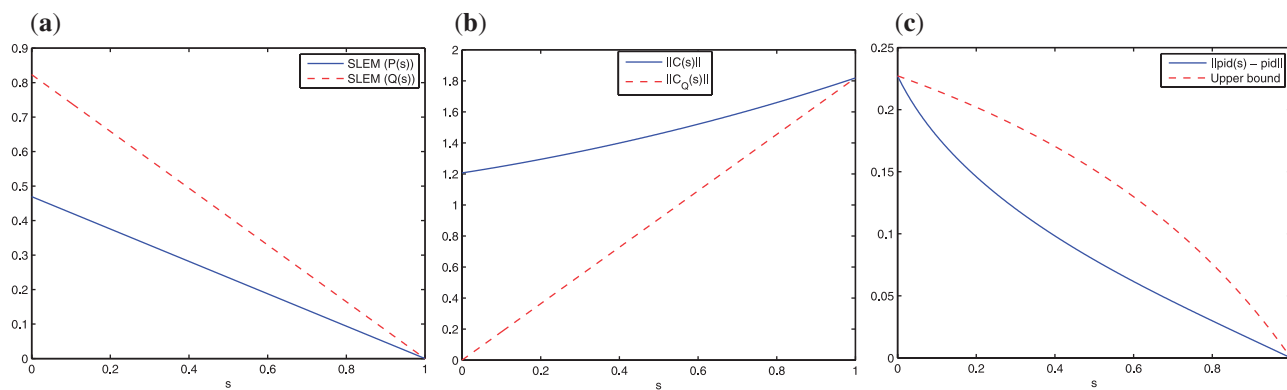 (a)
0.9
0.8
0.7
0.6
0.5
0.4
0.3
0.2
0.1
0
0 0.2 0.4 0.6 0.8 1
s
SLEM (P(s))
SLEM (Q(s))
(b)
2
1.8
1.6
1.4
1.2
1
0.8
0.6
0.4
0.2
0
0 0.2 0.4 0.6 0.8 1
s
||C(s)||
||C_Q(s)||
(c)
0.25
0.2
0.15
0.1
0.05
0
0 0.2 0.4 0.6 0.8
s
||pid(s) − pid||
Upper bound